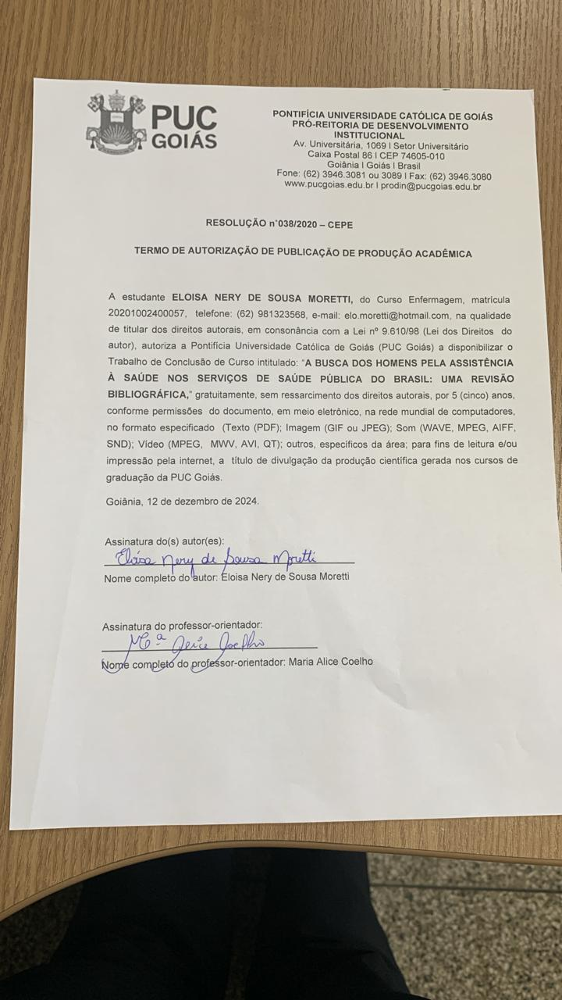 PUC
GOIÁS
PONTIFÍCIA UNIVERSIDADE CATÓLICA DE GOIÁS
PRÓ-REITORIA DE DESENVOLVIMENTO
INSTITUCIONAL
Av. Universitária, 1069 I Setor Universitário
Caixa Postal 86 I CEP 74605-010
Goiânia I Goiás I Brasil
Fone: (62) 3946.3081 ou 3089 I Fax: (62) 3946.3080
www.pucgoias.edu.br I prodin@pucgoias.edu.br
RESOLUÇÃO n°038/2020 – CEPE
TERMO DE AUTORIZAÇÃO DE PUBLICAÇÃO DE PRODUÇÃO ACADÊMICA
A estudante ELOISA NERY DE SOUSA MORETTI, do Curso Enfermagem, matrícula
20201002400057, telefone: (62) 981323568, e-mail: elo.moretti@hotmail.com, na qualidade
de titular dos direitos autorais, em consonância com a Lei nº 9.610/98 (Lei dos Direitos do
autor), autoriza a Pontifícia Universidade Católica de Goiás (PUC Goiás) a disponibilizar o
Trabalho de Conclusão de Curso intitulado: "A BUSCA DOS HOMENS PELA ASSISTÊNCIA
À SAÚDE NOS SERVIÇOS DE SAÚDE PÚBLICA DO BRASIL: UMA REVISÃO
BIBLIOGRÁFICA," gratuitamente, sem ressarcimento dos direitos autorais, por 5 (cinco) anos,
conforme permissões do documento, em meio eletrônico, na rede mundial de computadores,
no formato especificado (Texto (PDF); Imagem (GIF ou JPEG); Som (WAVE, MPEG, AIFF,
SND); Vídeo (MPEG, MWV, AVI, QT); outros, específicos da área; para fins de leitura e/ou
impressão pela internet, a título de divulgação da produção científica gerada nos cursos de
graduação da PUC Goiás.
Goiânia, 12 de dezembro de 2024.
Assinatura do(s) autor(es):
Eloisa Nery de Sousa Moretti
Nome completo do autor: Eloisa Nery de Sousa Moretti
Assinatura do professor-orientador:
Mª Alice Coelho
Nome completo do professor-orientador: Maria Alice Coelho